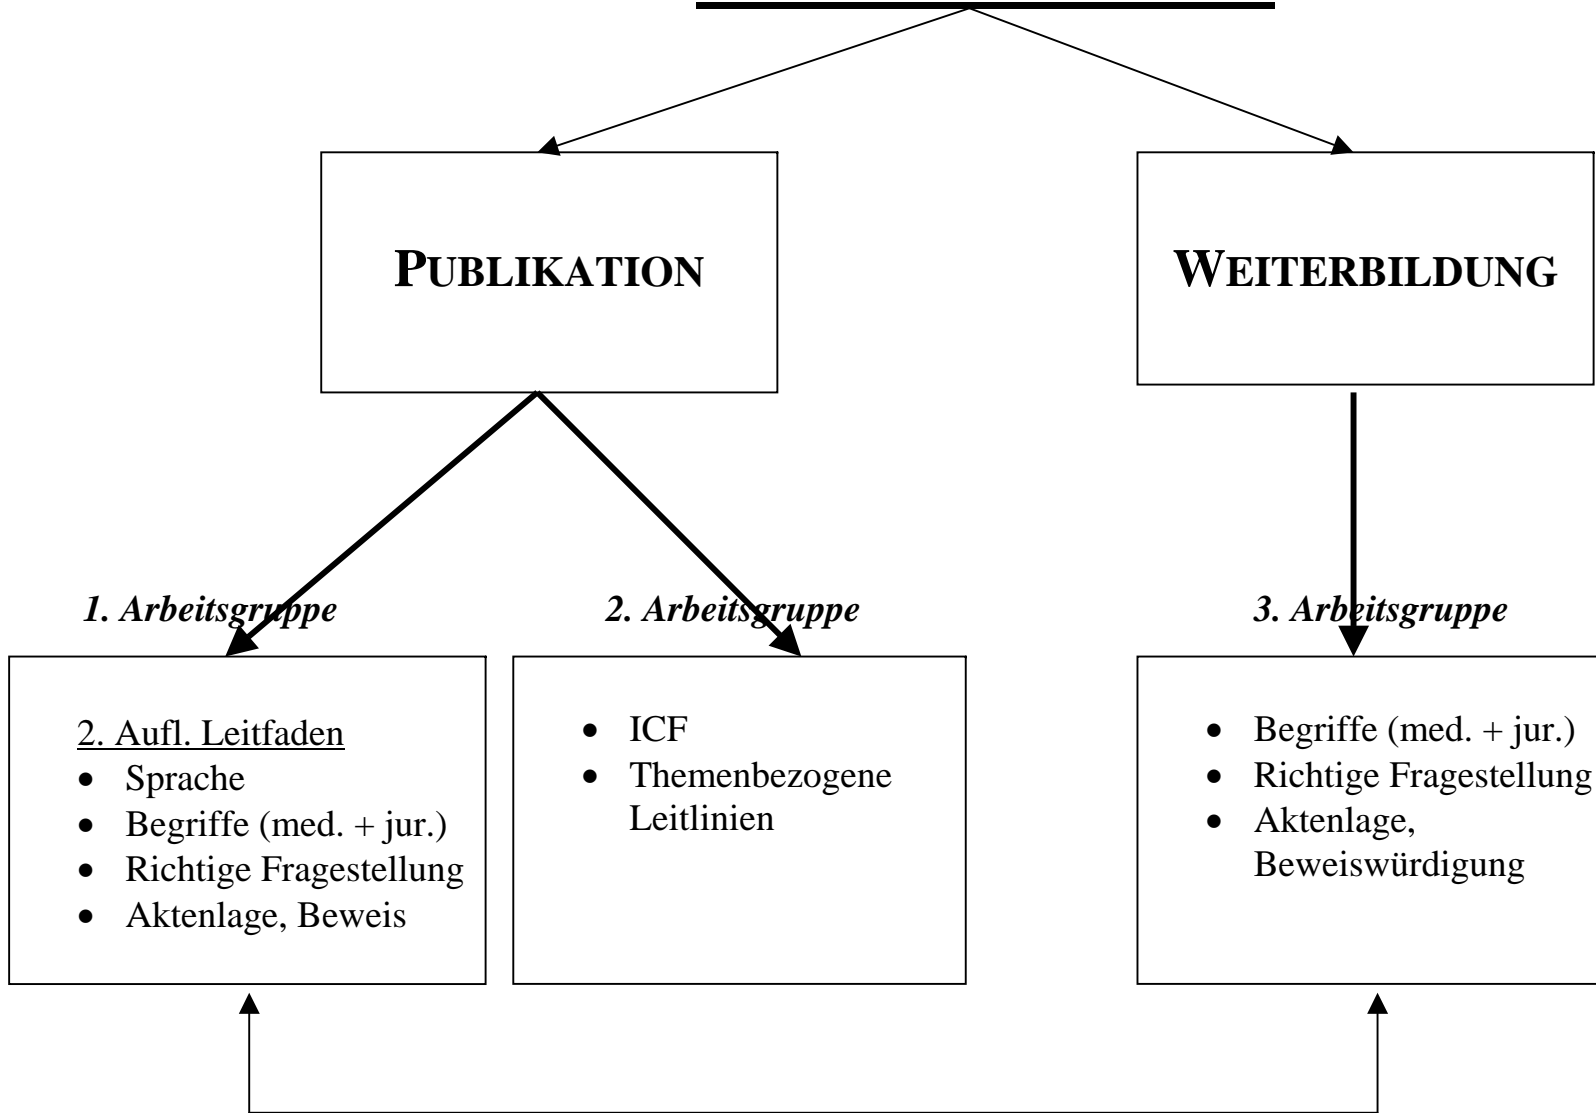 PUBLIKATION
WEITERBILDUNG
1. Arbeitsgruppe
2. Arbeitsgruppe
3. Arbeitsgruppe
2. Aufl. Leitfaden
• Sprache
• Begriffe (med. + jur.)
• Richtige Fragestellung
• Aktenlage, Beweis
• ICF
• Themenbezogene
Leitlinien
• Begriffe (med. + jur.)
• Richtige Fragestellung
• Aktenlage,
Beweiswürdigung